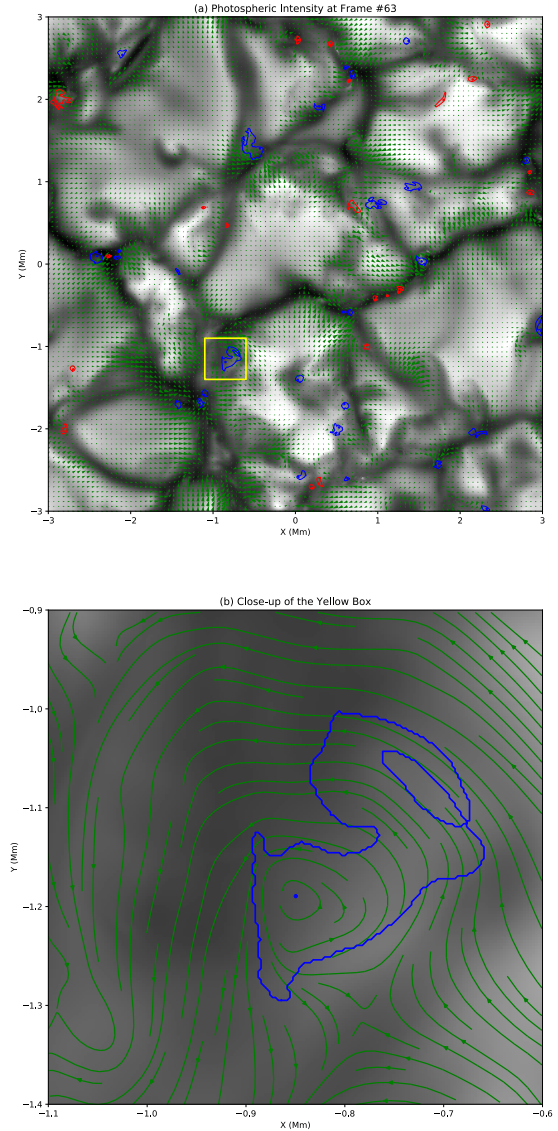 (a) Photospheric Intensity at Frame #63
3
2
1
0
−1
−2
−3
Y (Mm)
−3 −2 −1 0 1 2 3
X (Mm)
(b) Close-up of the Yellow Box
−0.9
−1.0
−1.1
−1.2
−1.3
−1.4
Y (Mm)
−1.1 −1.0 −0.9 −0.8 −0.7 −0.6
X (Mm)